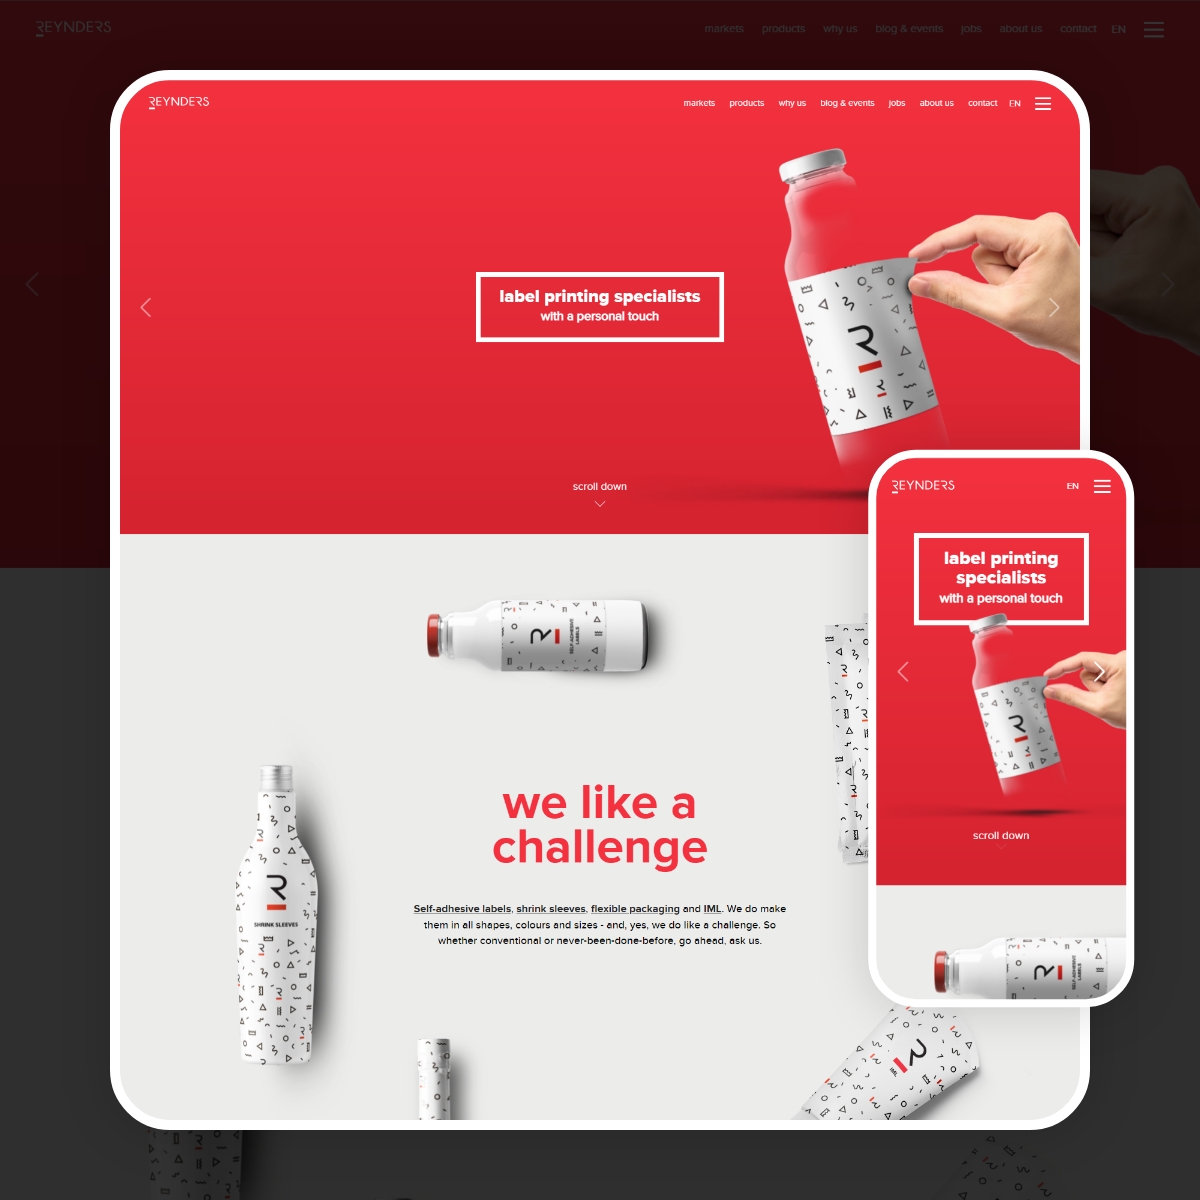 REYNDERS
markets products why us blog & events jobs about us contact EN
REYNDERS
markets products why us blog & events jobs about us contact EN
label printing specialists
with a personal touch
R
R
scroll down
REYNDERS EN
label printing
specialists
with a personal touch
R
scroll down
R
SELF-ADHESIVE
LABELS
we like a
challenge
Self-adhesive labels, shrink sleeves, flexible packaging and IML. We do make
them in all shapes, colours and sizes - and, yes, we do like a challenge. So
whether conventional or never-been-done-before, go ahead, ask us.
R
SHRINK SLEEVES
R
SELF-ADHESIVE
LABELS
R
IML